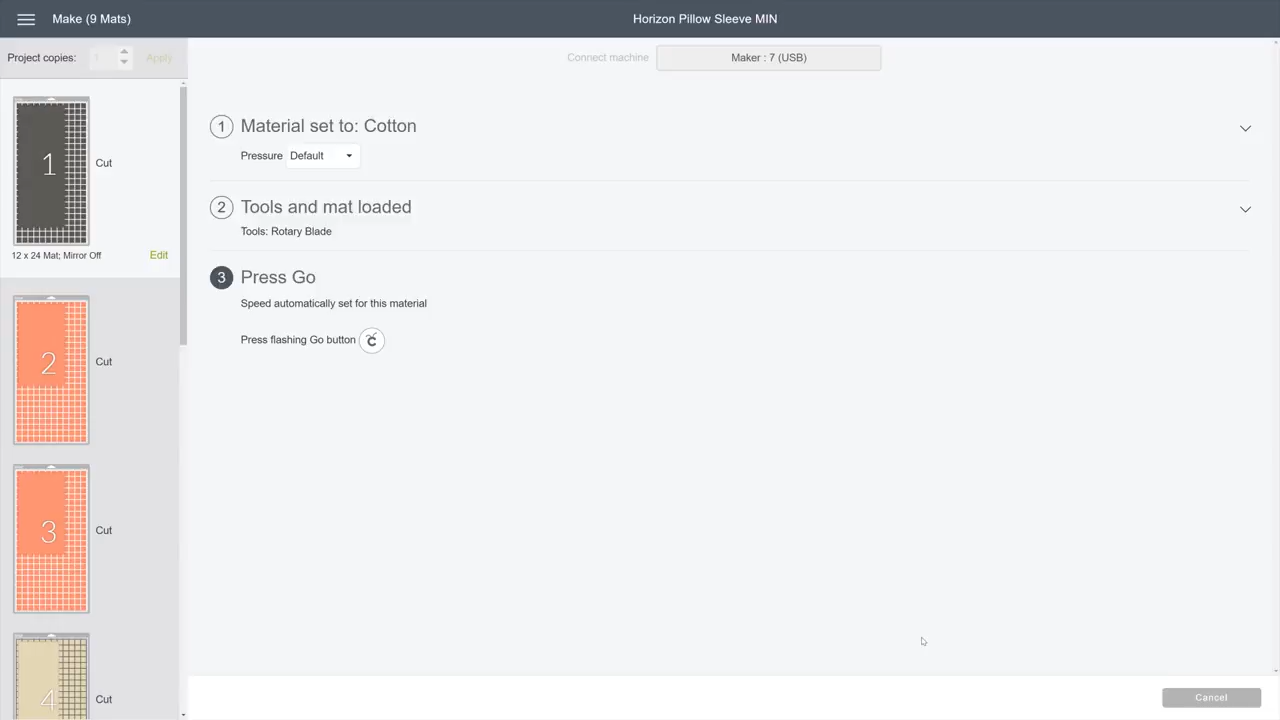 Make (9 Mats)
Horizon Pillow Sleeve MIN
Project copies: 1 Apply
Connect machine Maker : 7 (USB)
1 Cut
12 x 24 Mat; Mirror Off Edit
2 Cut
3 Cut
4 Cut
1 Material set to: Cotton
Pressure Default
2 Tools and mat loaded
Tools: Rotary Blade
3 Press Go
Speed automatically set for this material
Press flashing Go button
Cancel